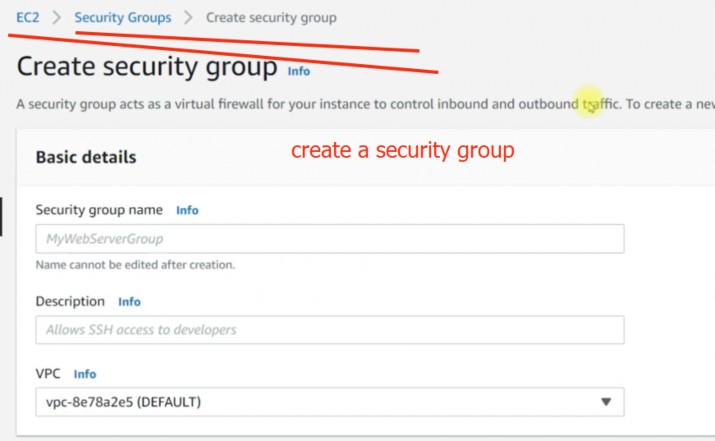 EC2 > Security Groups > Create security group
Create security group Info
A security group acts as a virtual firewall for your instance to control inbound and outbound traffic. To create a new
Basic details
create a security group
Security group name Info
MyWebServerGroup
Name cannot be edited after creation.
Description Info
Allows SSH access to developers
VPC Info
vpc-8e78a2e5 (DEFAULT)